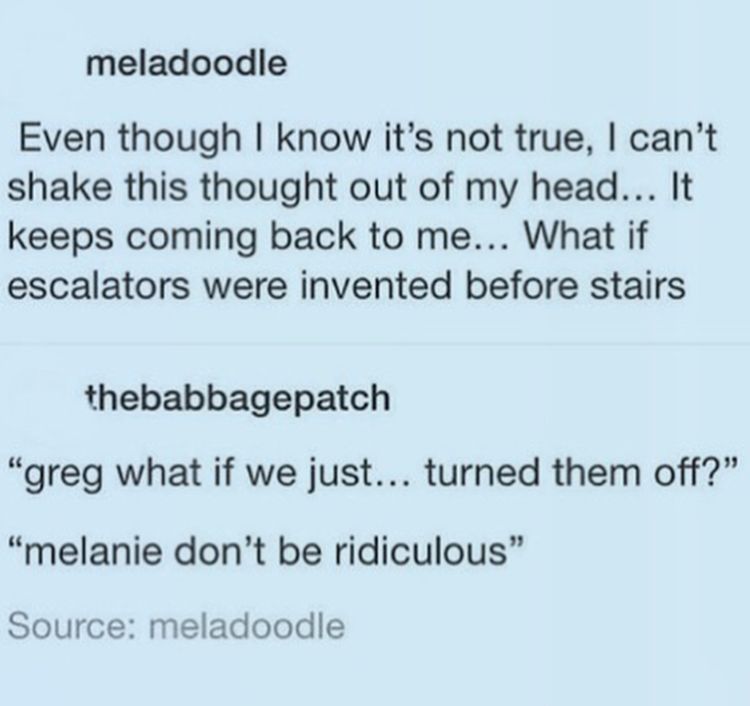 meladoodle
Even though I know it's not true, I can't
shake this thought out of my head... It
keeps coming back to me... What if
escalators were invented before stairs
thebabbagepatch
“greg what if we just... turned them off?”
“melanie don't be ridiculous”
Source: meladoodle